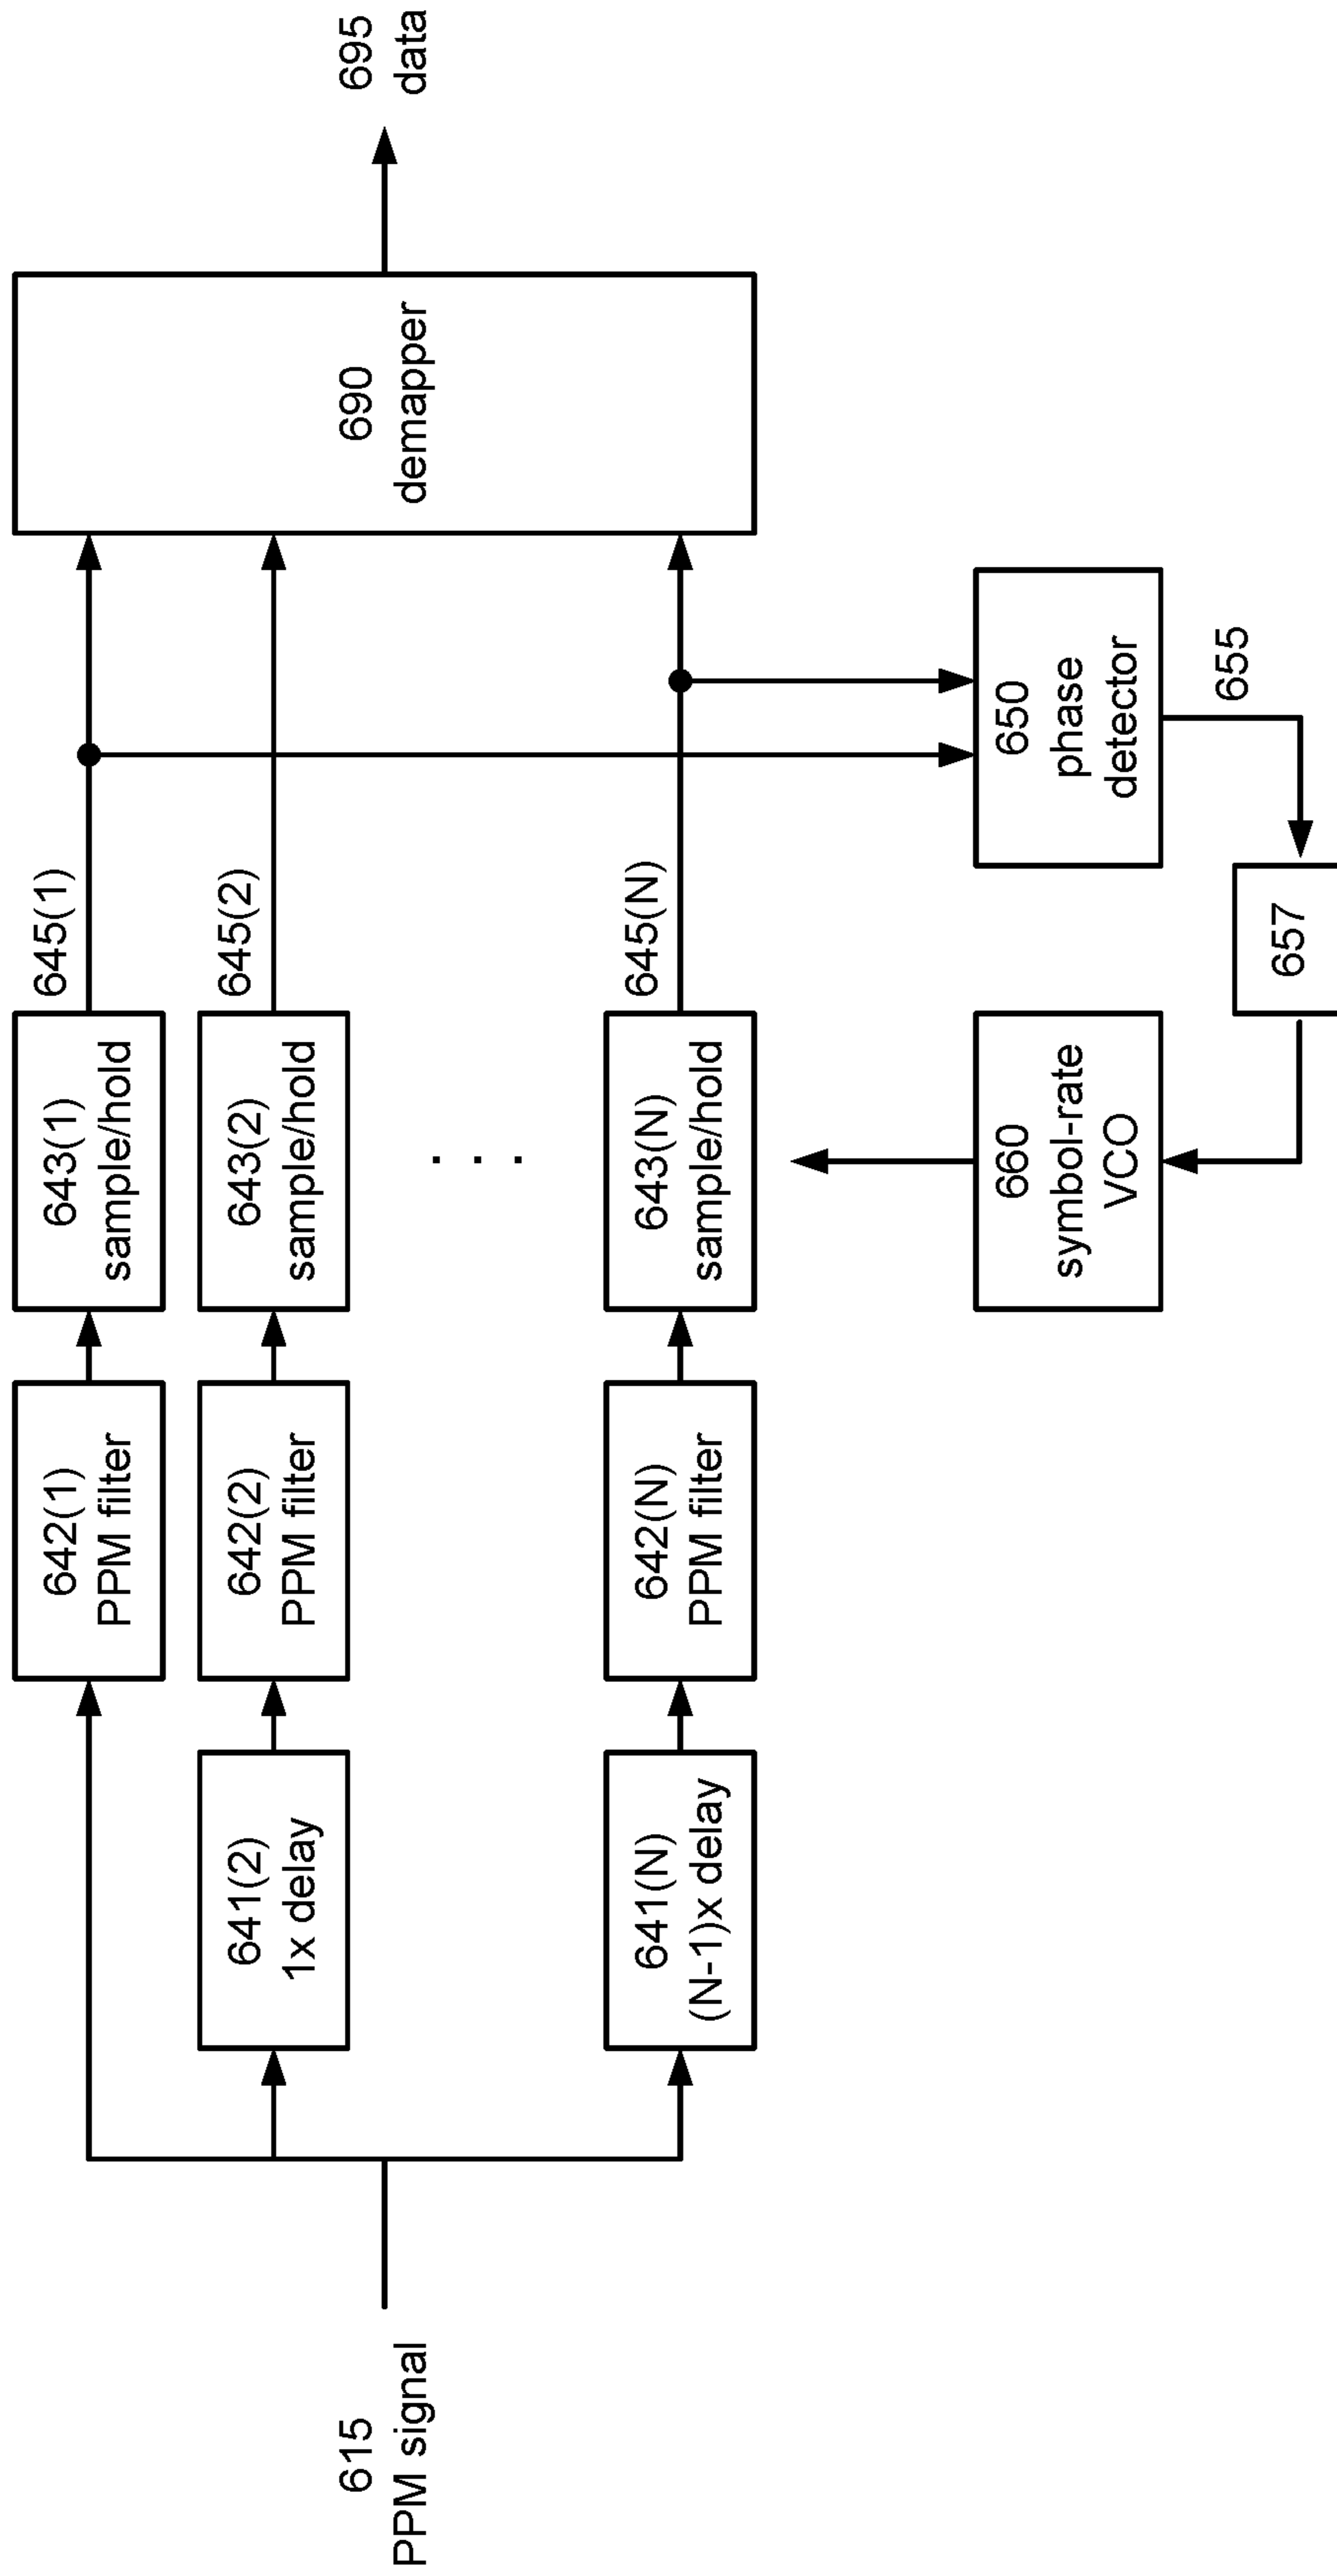 615
PPM signal
642(1)
PPM filter
643(1)
sample/hold
645(1)
641(2)
1x delay
642(2)
PPM filter
643(2)
sample/hold
645(2)
. . .
641(N)
(N-1)x delay
642(N)
PPM filter
643(N)
sample/hold
645(N)
690
demapper
695
data
660
symbol-rate
VCO
650
phase
detector
655
657